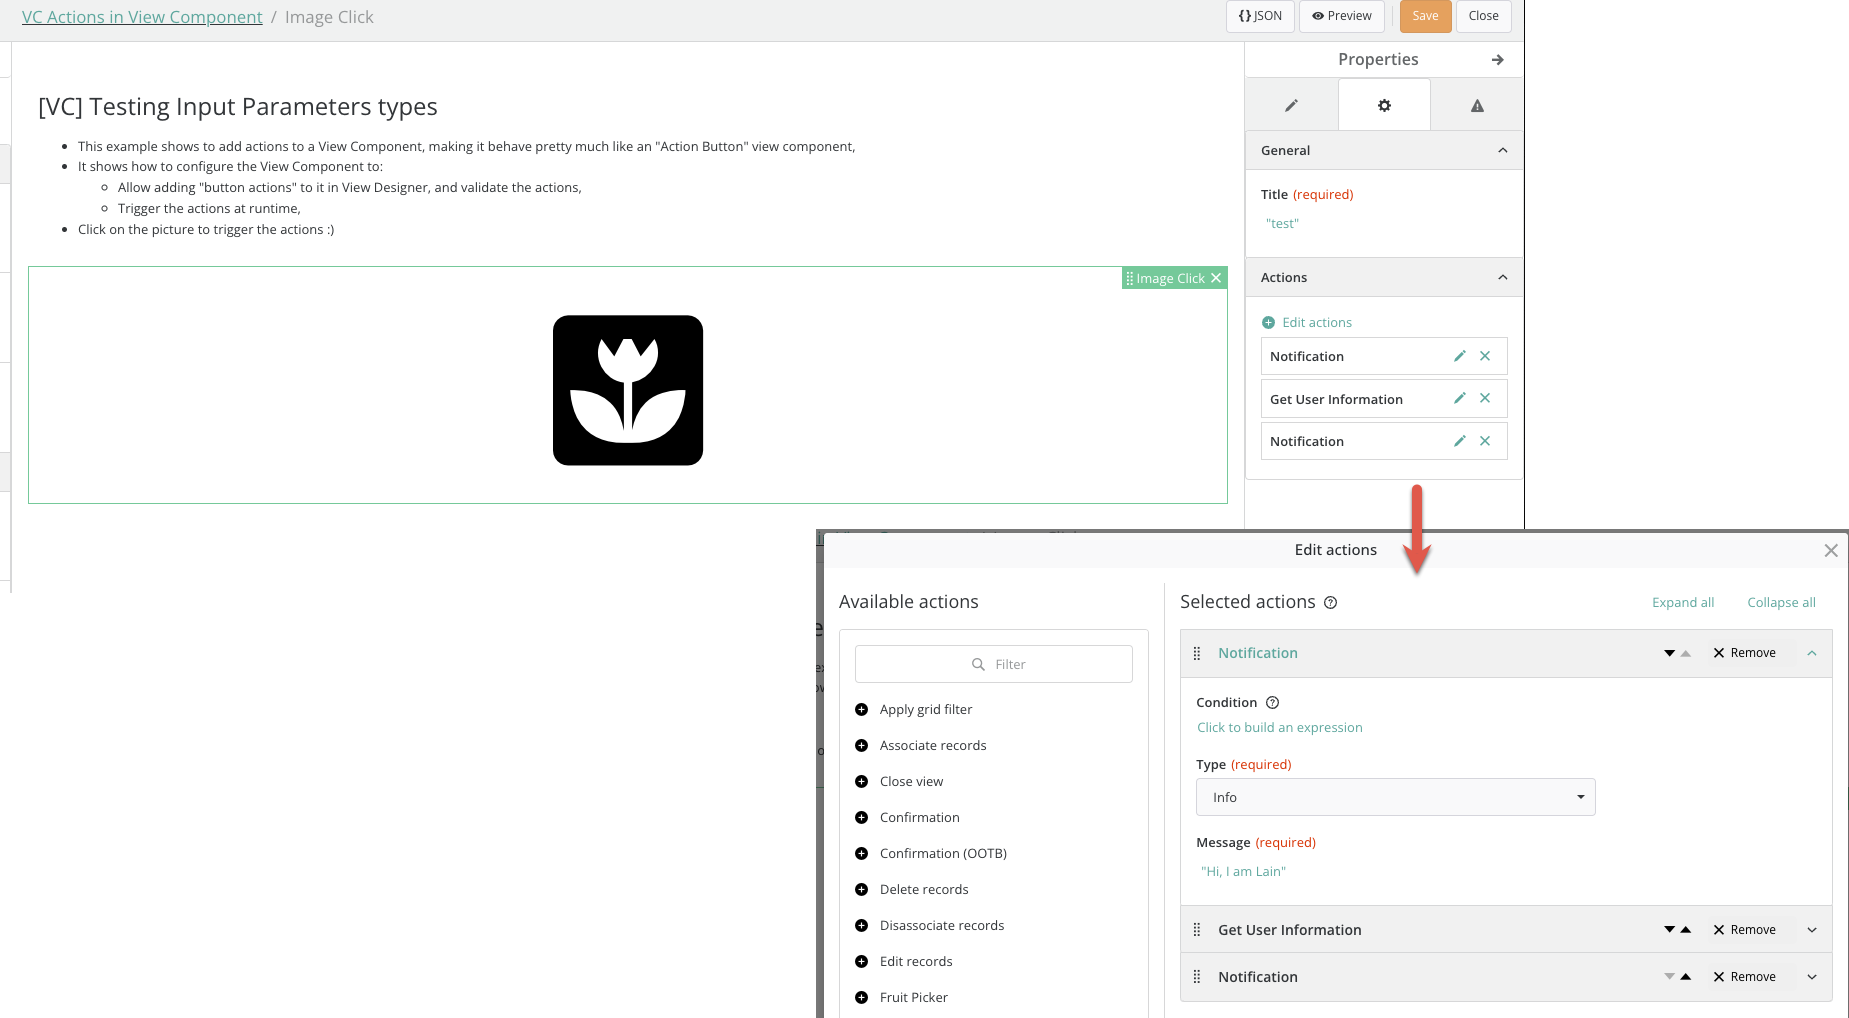 VC Actions in View Component / Image Click
{} JSON
Preview
Save
Close
Properties
[VC] Testing Input Parameters types
This example shows to add actions to a View Component, making it behave pretty much like an "Action Button" view component,
It shows how to configure the View Component to:
Allow adding "button actions" to it in View Designer, and validate the actions,
Trigger the actions at runtime,
Click on the picture to trigger the actions :)
Image Click
General
Title (required)
"test"
Actions
Edit actions
Notification
Get User Information
Notification
Edit actions
Available actions
Filter
Apply grid filter
Associate records
Close view
Confirmation
Confirmation (OOTB)
Delete records
Disassociate records
Edit records
Fruit Picker
Selected actions
Expand all
Collapse all
Notification
Remove
Condition
Click to build an expression
Type (required)
Info
Message (required)
"Hi, I am Lain"
Get User Information
Remove
Notification
Remove